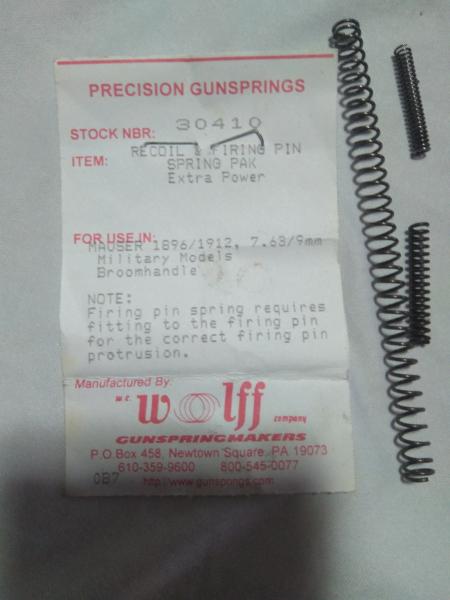 PRECISION GUNSPRINGS
STOCK NBR: 30410
ITEM: RECOIL & FIRING PIN
SPRING PAK
Extra Power
FOR USE IN:
MAUSER 1896/1912, 7.63/9mm
Military Models
Broomhandle
NOTE:
Firing pin spring requires
fitting to the firing pin
for the correct firing pin
protrusion.
Manufactured By:
W.C.
wolff
company
GUNSPRINGMAKERS
P.O. Box 458, Newtown Square, PA 19073
610-359-9600 800-545-0077
CB7 http://www.gunsprings.com